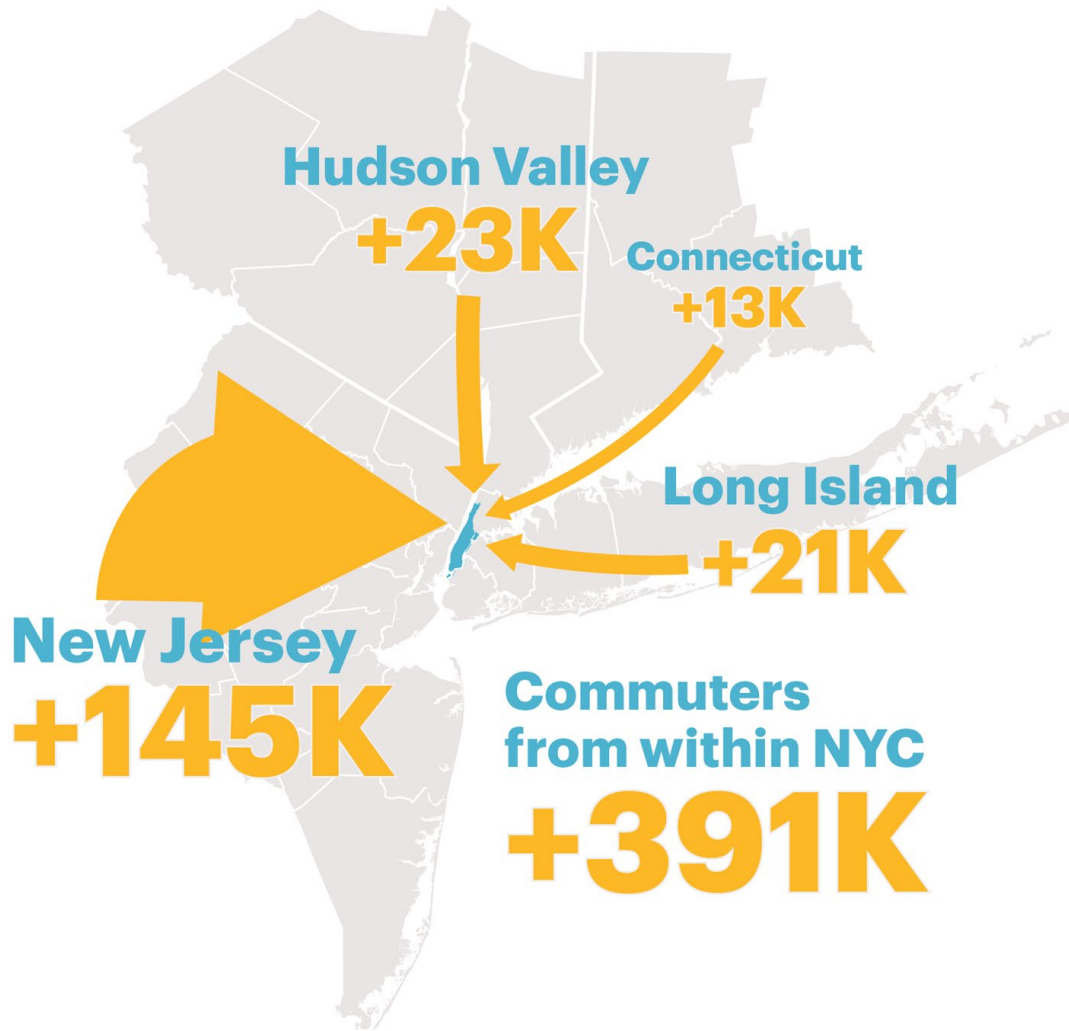 Hudson Valley
+23K
Connecticut
+13K
Long Island
+21K
New Jersey
+145K
Commuters
from within NYC
+391K